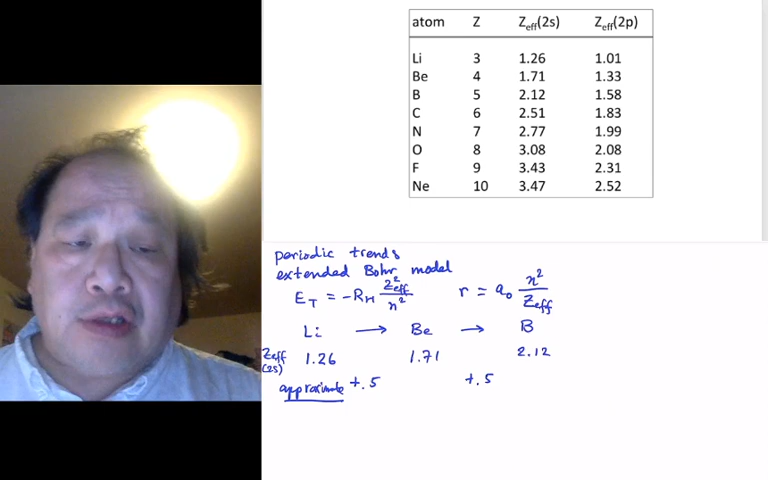 atom Z Zeff(2s) Zeff(2p)
Li 3 1.26 1.01
Be 4 1.71 1.33
B 5 2.12 1.58
C 6 2.51 1.83
N 7 2.77 1.99
O 8 3.08 2.08
F 9 3.43 2.31
Ne 10 3.47 2.52
periodic trends
extended Bohr model
E_T = -R_H Z²eff/n² r = a₀ n²/Zeff
Li → Be → B
Zeff (2s) 1.26 1.71 2.12
approximate +.5 +.5